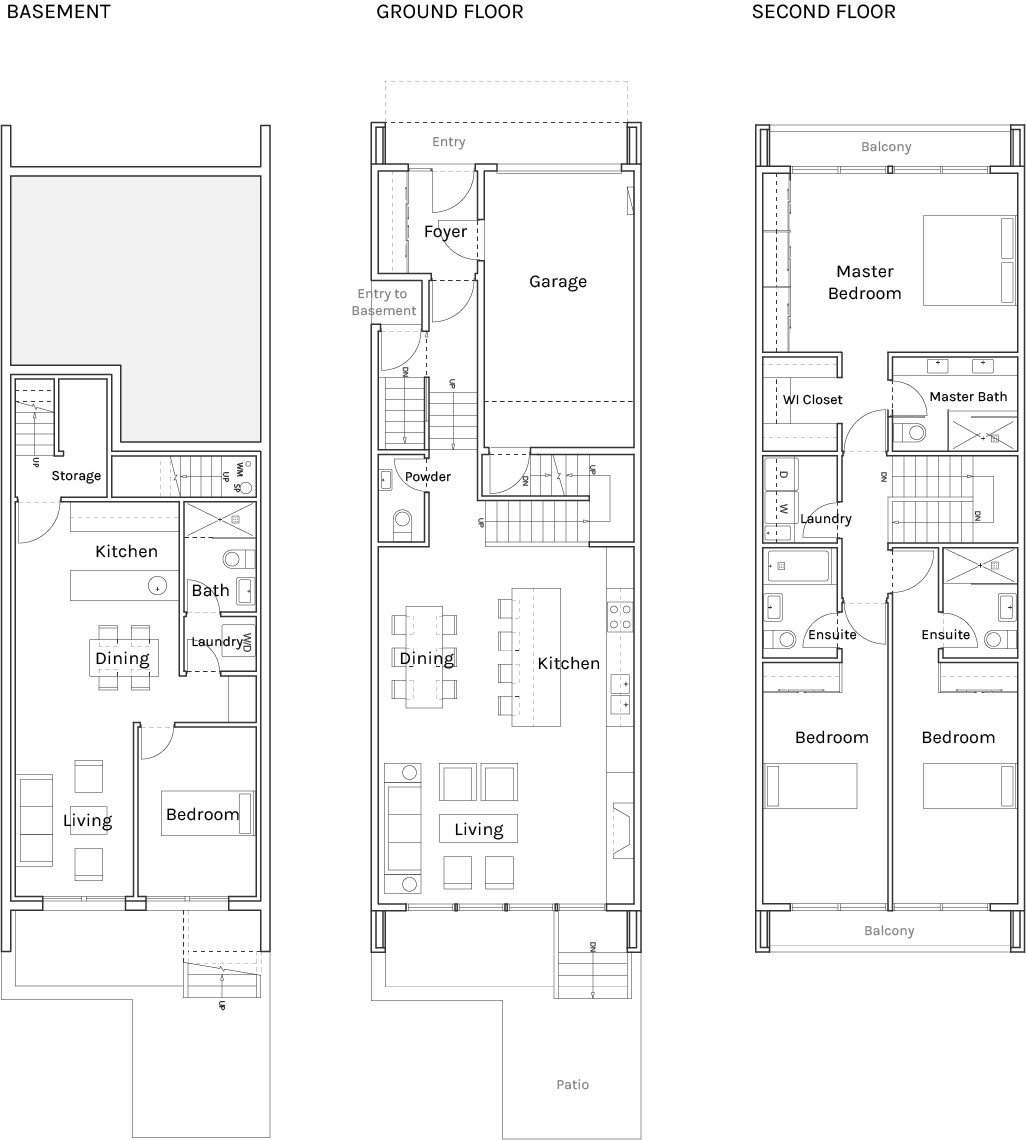 BASEMENT
GROUND FLOOR
SECOND FLOOR
UP
Storage
UP
WM
SP
Kitchen
Bath
Laundry
W/D
Dining
Living
Bedroom
UP
Entry
Foyer
Garage
Entry to
Basement
DN
UP
Powder
DN
UP
UP
Dining
Kitchen
Living
DN
Patio
Balcony
Master
Bedroom
WI Closet
Master Bath
D
W
Laundry
DN
DN
Ensuite
Ensuite
Bedroom
Bedroom
Balcony